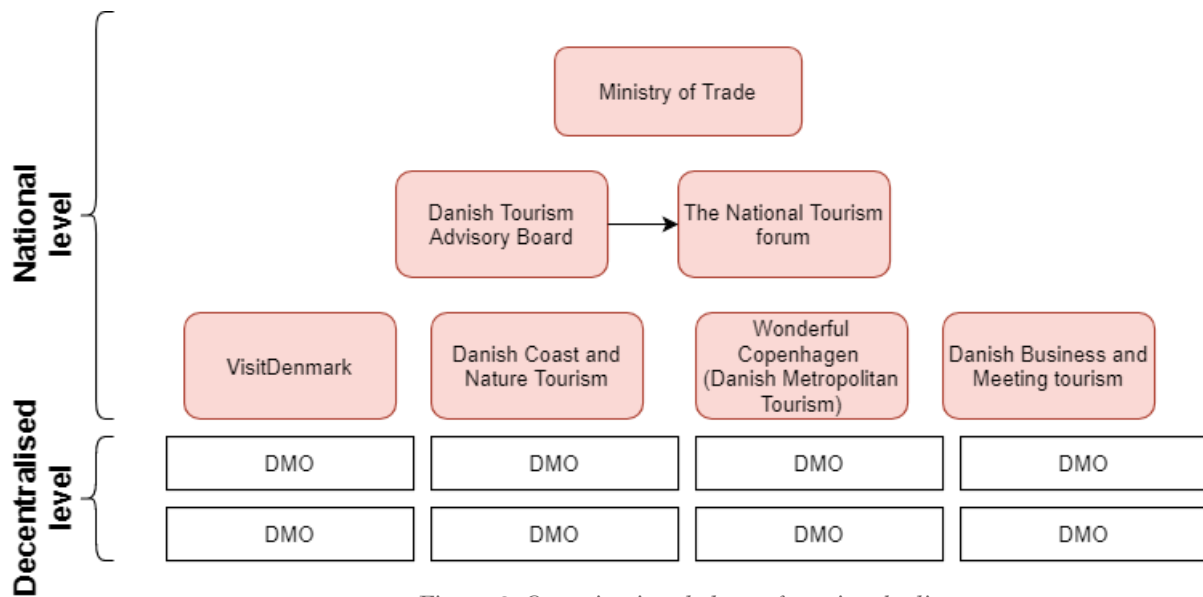 National
level
Ministry of Trade
Danish Tourism
Advisory Board
The National Tourism
forum
VisitDenmark
Danish Coast and
Nature Tourism
Wonderful
Copenhagen
(Danish Metropolitan
Tourism)
Danish Business and
Meeting tourism
Decentralised
level
DMO
DMO
DMO
DMO
DMO
DMO
DMO
DMO